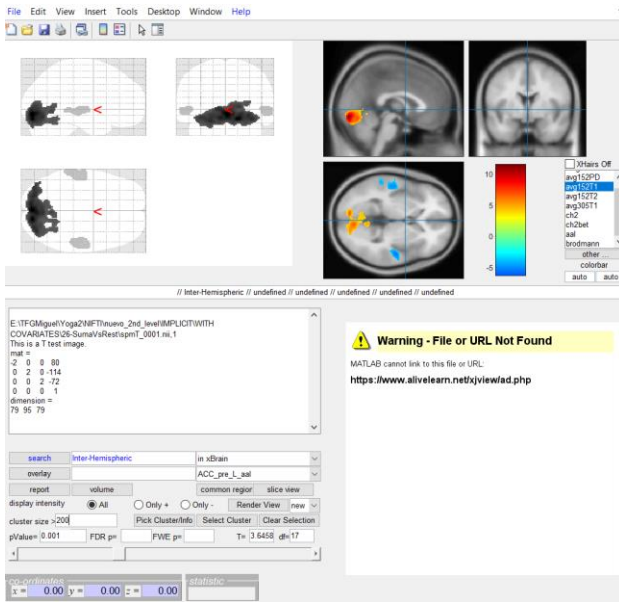 File Edit View Insert Tools Desktop Window Help
<
<
<
10
5
0
-5
XHairs Off
avg152PD
avg152T1
avg152T2
avg305T1
ch2
ch2bet
aal
brodmann
other ...
colorbar
auto auto
// Inter-Hemispheric // undefined // undefined // undefined // undefined // undefined
E:\TFGMiguel\Yoga2\NIFTI\nuevo_2nd_level\IMPLICIT\WITH
COVARIATES\26-SumaVsRest\spmT_0001.nii,1
This is a T test image.
mat =
-2 0 0 80
0 2 0 -114
0 0 2 -72
0 0 0 1
dimension =
79 95 79
Warning - File or URL Not Found
MATLAB cannot link to this file or URL:
https://www.alivelearn.net/xjview/ad.php
search Inter-Hemispheric in xBrain
overlay ACC_pre_L_aal
report volume common region slice view
display intensity All Only + Only - Render View new
cluster size > 200 Pick Cluster/Info Select Cluster Clear Selection
pValue= 0.001 FDR p= FWE p= T= 3.6458 df= 17
co-ordinates statistic
x = 0.00 y = 0.00 z = 0.00